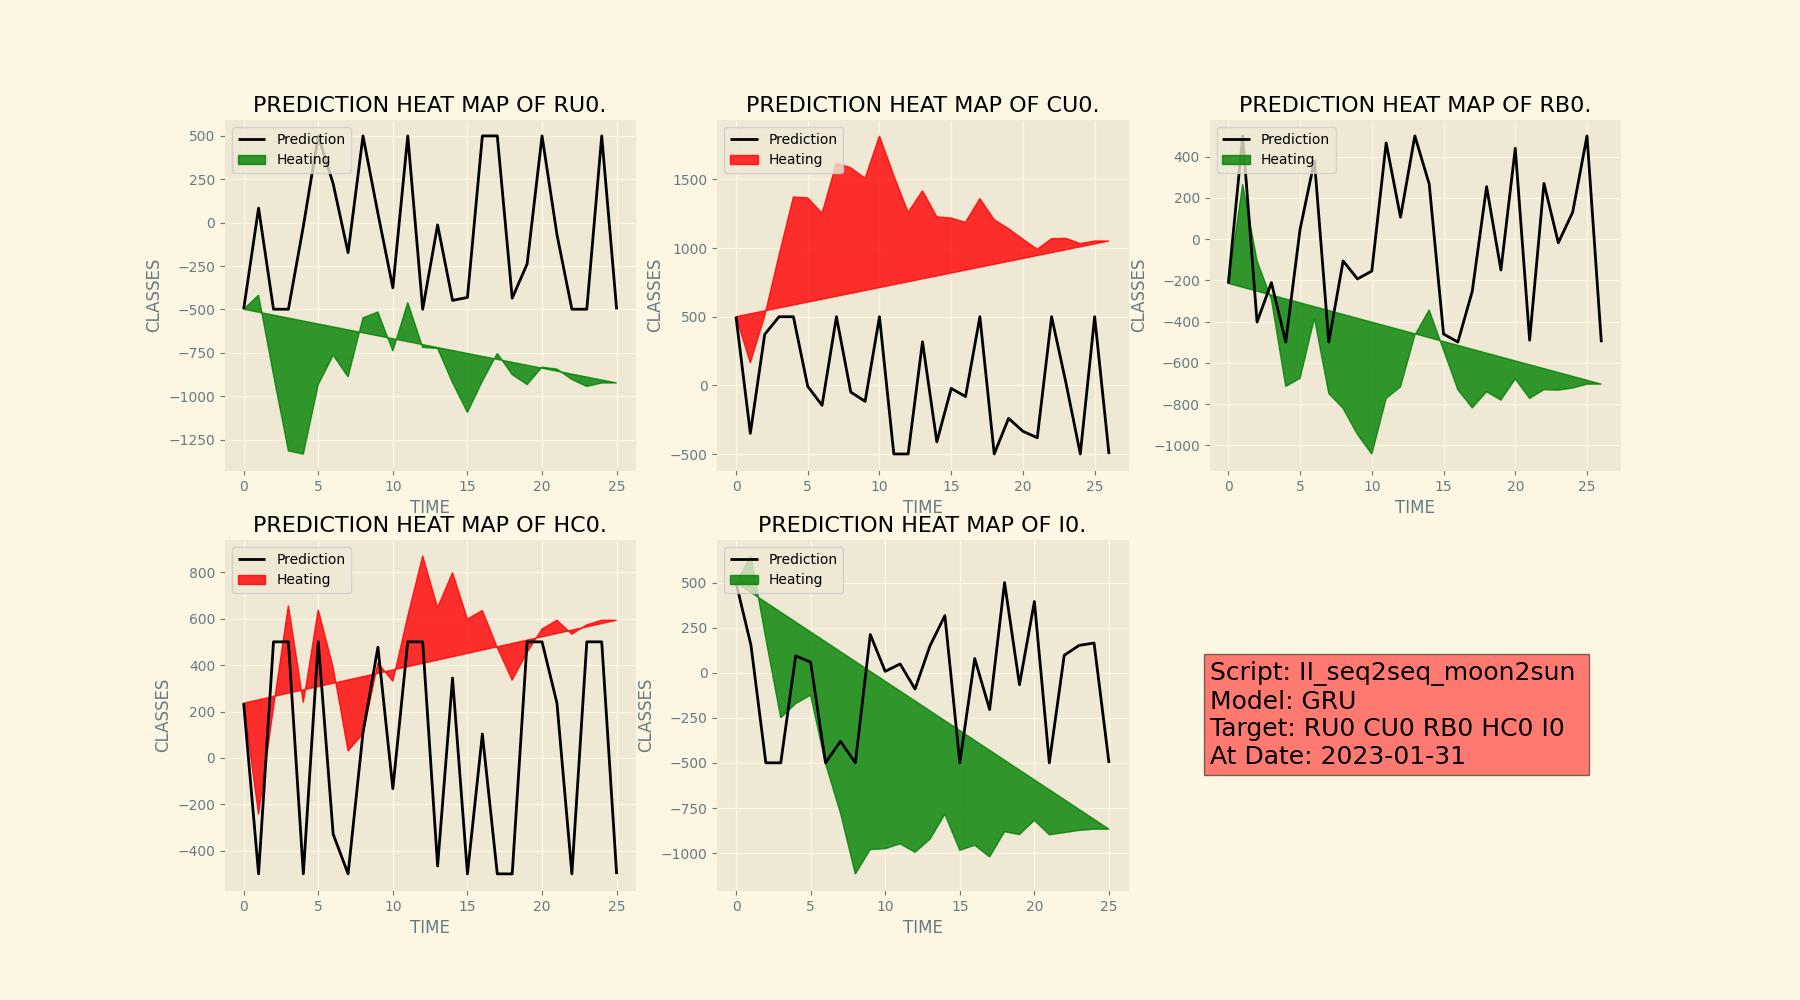 PREDICTION HEAT MAP OF RU0.
Prediction
Heating
500
250
0
−250
−500
−750
−1000
−1250
CLASSES
0 5 10 15 20 25
TIME
PREDICTION HEAT MAP OF CU0.
Prediction
Heating
1500
1000
500
0
−500
CLASSES
0 5 10 15 20 25
TIME
PREDICTION HEAT MAP OF RB0.
Prediction
Heating
400
200
0
−200
−400
−600
−800
−1000
CLASSES
0 5 10 15 20 25
TIME
PREDICTION HEAT MAP OF HC0.
Prediction
Heating
800
600
400
200
0
−200
−400
CLASSES
0 5 10 15 20 25
TIME
PREDICTION HEAT MAP OF I0.
Prediction
Heating
500
250
0
−250
−500
−750
−1000
CLASSES
0 5 10 15 20 25
TIME
Script: II_seq2seq_moon2sun
Model: GRU
Target: RU0 CU0 RB0 HC0 I0
At Date: 2023-01-31